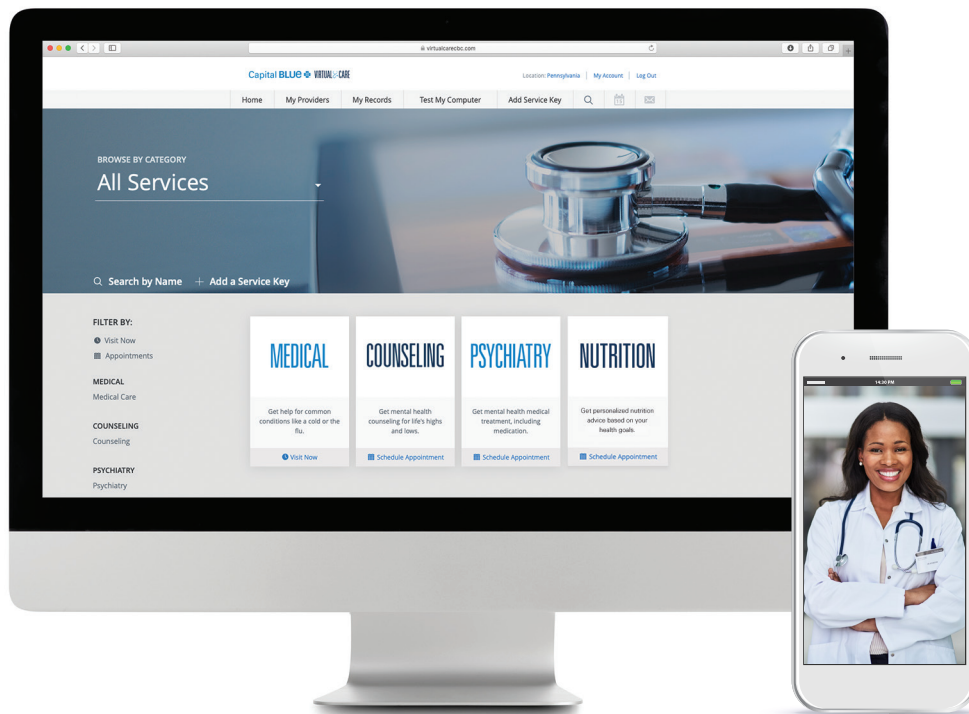 virtualcarecbc.com
Capital BLUE VIRTUAL CARE
Location: Pennsylvania My Account Log Out
Home My Providers My Records Test My Computer Add Service Key
BROWSE BY CATEGORY
All Services
Search by Name + Add a Service Key
FILTER BY:
Visit Now
Appointments
MEDICAL
Medical Care
COUNSELING
Counseling
PSYCHIATRY
Psychiatry
MEDICAL
Get help for common
conditions like a cold or the
flu.
Visit Now
COUNSELING
Get mental health
counseling for life's highs
and lows.
Schedule Appointment
PSYCHIATRY
Get mental health medical
treatment, including
medication.
Schedule Appointment
NUTRITION
Get personalized nutrition
advice based on your
health goals.
Schedule Appointment
14:20 PM